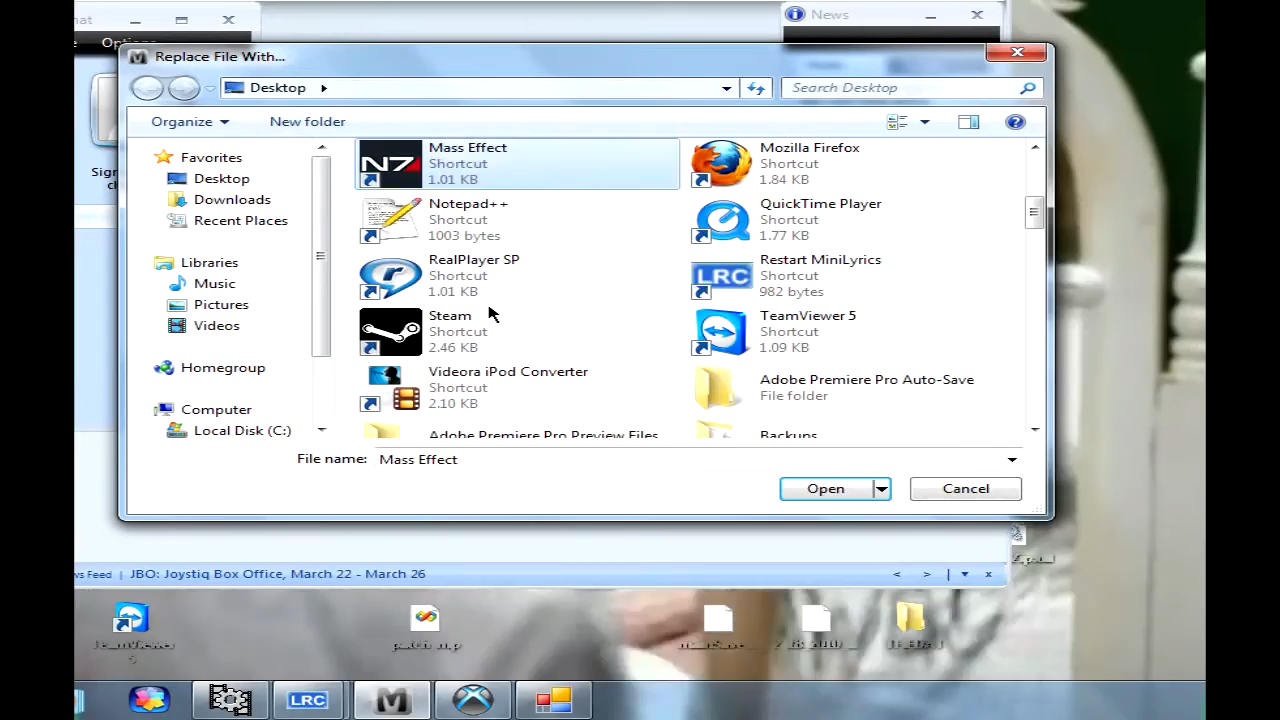 Options
News
Replace File With...
Desktop
Search Desktop
Organize
New folder
Favorites
Desktop
Downloads
Recent Places
Libraries
Music
Pictures
Videos
Homegroup
Computer
Local Disk (C:)
Mass Effect
Shortcut
1.01 KB
Mozilla Firefox
Shortcut
1.84 KB
N7
Notepad++
Shortcut
1003 bytes
QuickTime Player
Shortcut
1.77 KB
RealPlayer SP
Shortcut
1.01 KB
Restart MiniLyrics
Shortcut
982 bytes
LRC
Steam
Shortcut
2.46 KB
TeamViewer 5
Shortcut
1.09 KB
Videora iPod Converter
Shortcut
2.10 KB
Adobe Premiere Pro Auto-Save
File folder
Adobe Premiere Pro Preview Files
Backups
File name: Mass Effect
Open
Cancel
JBO: Joystiq Box Office, March 22 - March 26
TeamViewer
5
LRC